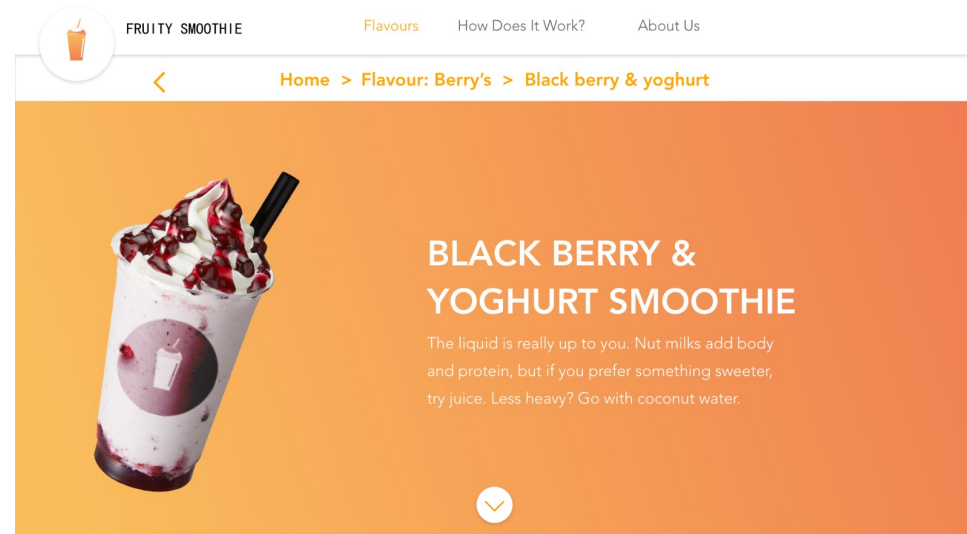 FRUITY SMOOTHIE
Flavours How Does It Work? About Us
Home > Flavour: Berry’s > Black berry & yoghurt
BLACK BERRY &
YOGHURT SMOOTHIE
The liquid is really up to you. Nut milks add body
and protein, but if you prefer something sweeter,
try juice. Less heavy? Go with coconut water.